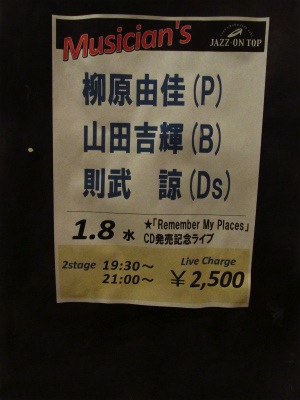 Musician's
JAZZ-ON TOP
柳原由佳(P)
山田吉輝(B)
則武 諒(Ds)
1.8 水 ★「Remember My Places」
CD発売記念ライブ
2stage 19:30〜
21:00〜
Live Charge
¥2,500